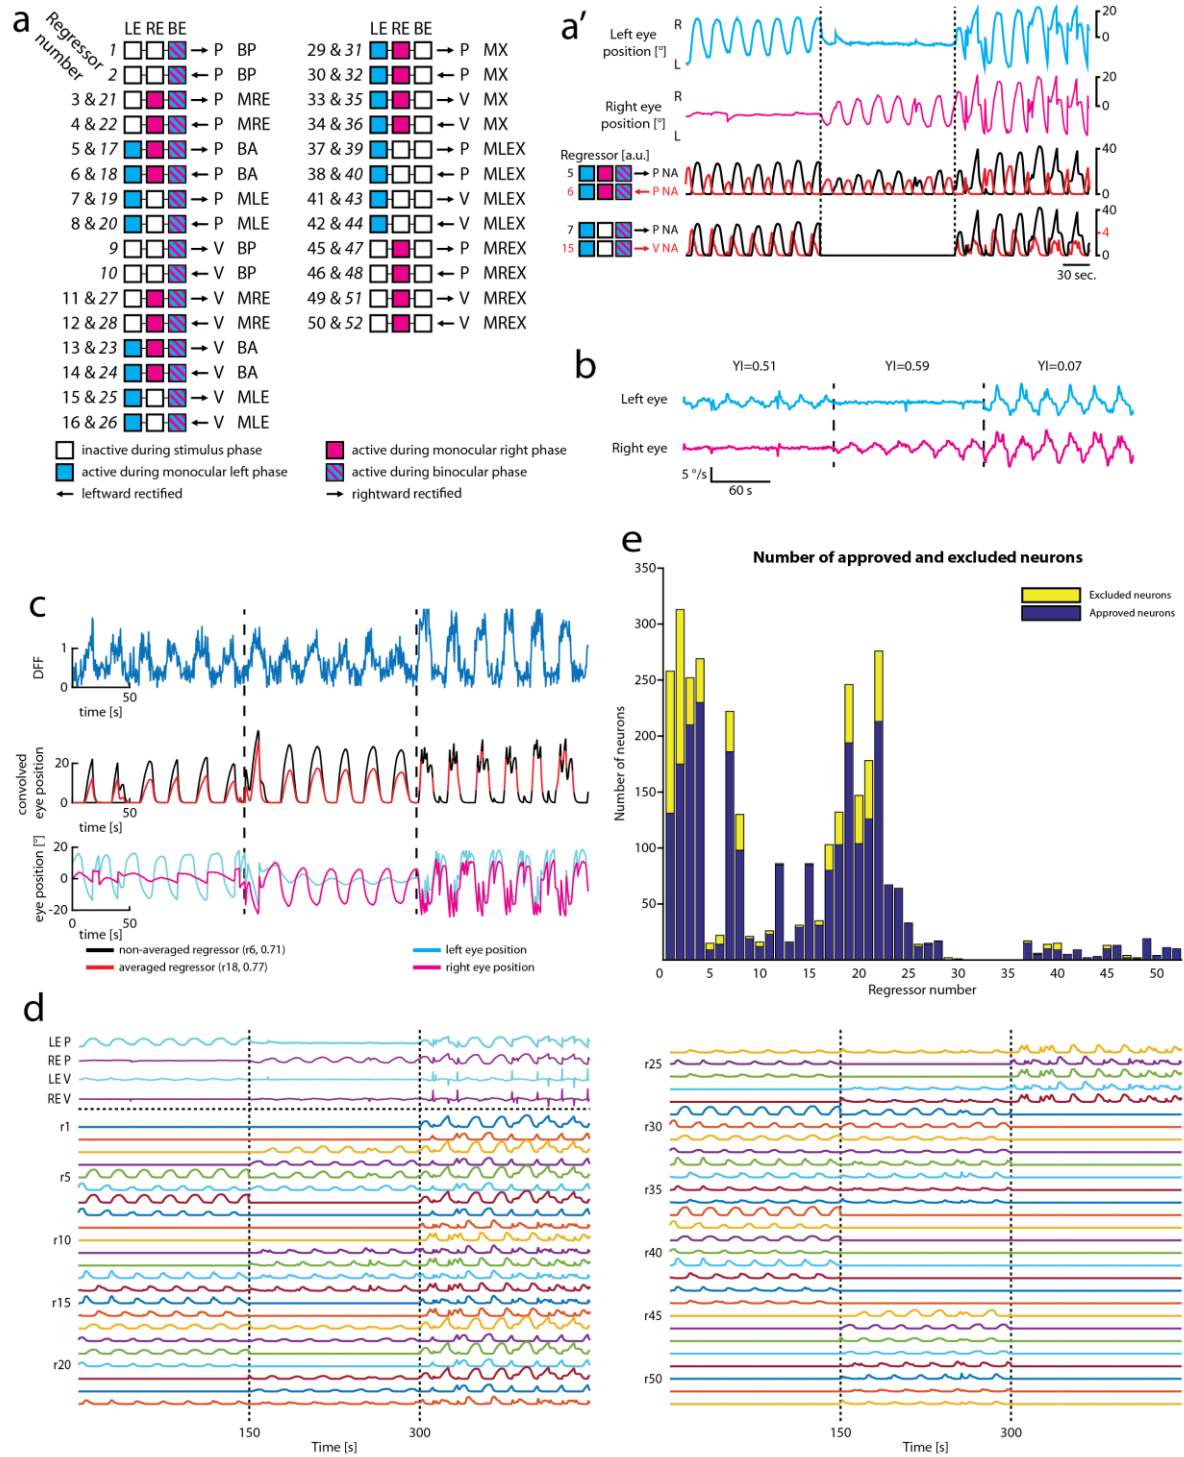 a
Regressor number
LE RE BE
1 P BP
2 P BP
3 & 21 P MRE
4 & 22 P MRE
5 & 17 P BA
6 & 18 P BA
7 & 19 P MLE
8 & 20 P MLE
9 V BP
10 V BP
11 & 27 V MRE
12 & 28 V MRE
13 & 23 V BA
14 & 24 V BA
15 & 25 V MLE
16 & 26 V MLE
LE RE BE
29 & 31 P MX
30 & 32 P MX
33 & 35 V MX
34 & 36 V MX
37 & 39 P MLEX
38 & 40 P MLEX
41 & 43 V MLEX
42 & 44 V MLEX
45 & 47 P MREX
46 & 48 P MREX
49 & 51 V MREX
50 & 52 V MREX
inactive during stimulus phase
active during monocular left phase
leftward rectified
active during monocular right phase
active during binocular phase
rightward rectified
a'
Left eye
position [°]
R
L
20
0
Right eye
position [°]
R
L
20
0
Regressor [a.u.]
5 P NA
6 P NA
40
0
7 P NA
15 V NA
40
4
0
30 sec.
b
YI=0.51 YI=0.59 YI=0.07
Left eye
Right eye
5 °/s
60 s
c
DFF
1
0
50
time [s]
convolved
eye position
20
0
50
time [s]
eye position [°]
20
0
-20
0 50
time [s]
non-averaged regressor (r6, 0.71)
averaged regressor (r18, 0.77)
left eye position
right eye position
e
Number of approved and excluded neurons
Excluded neurons
Approved neurons
Number of neurons
350
300
250
200
150
100
50
0 5 10 15 20 25 30 35 40 45 50
Regressor number
d
LE P
RE P
LE V
RE V
r1
r5
r10
r15
r20
150 300
Time [s]
r25
r30
r35
r40
r45
r50
150 300
Time [s]